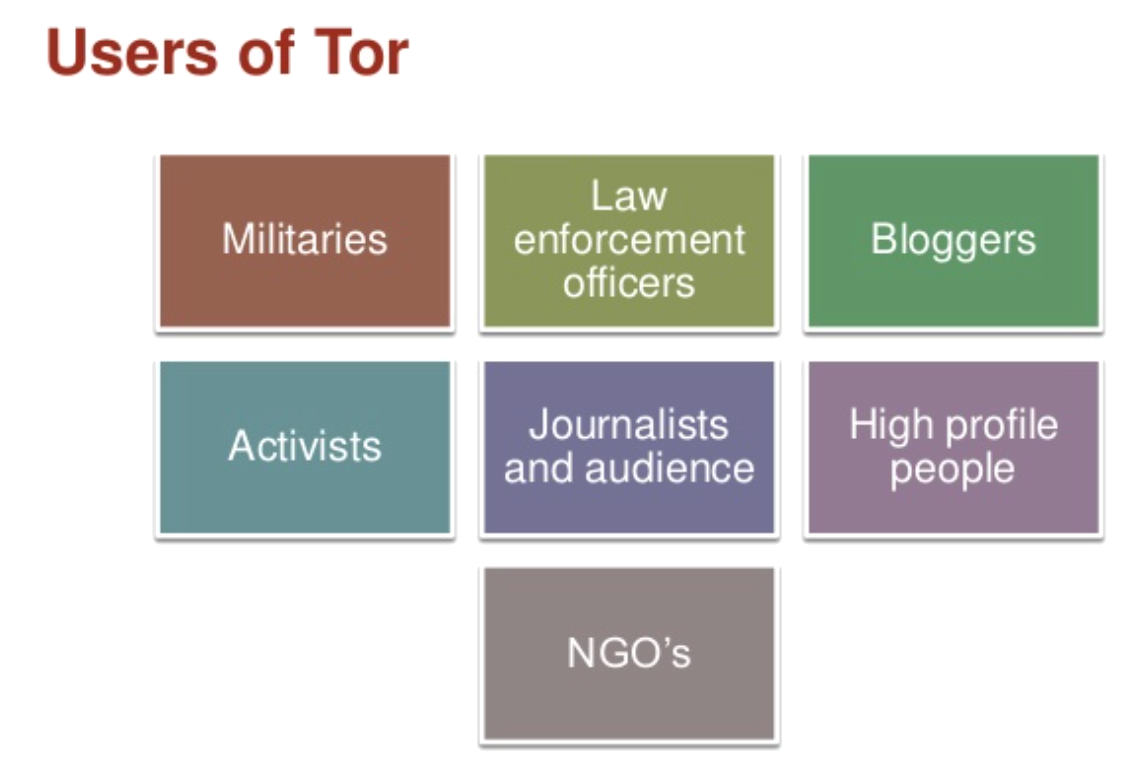 Users of Tor
Militaries
Law
enforcement
officers
Bloggers
Activists
Journalists
and audience
High profile
people
NGO’s